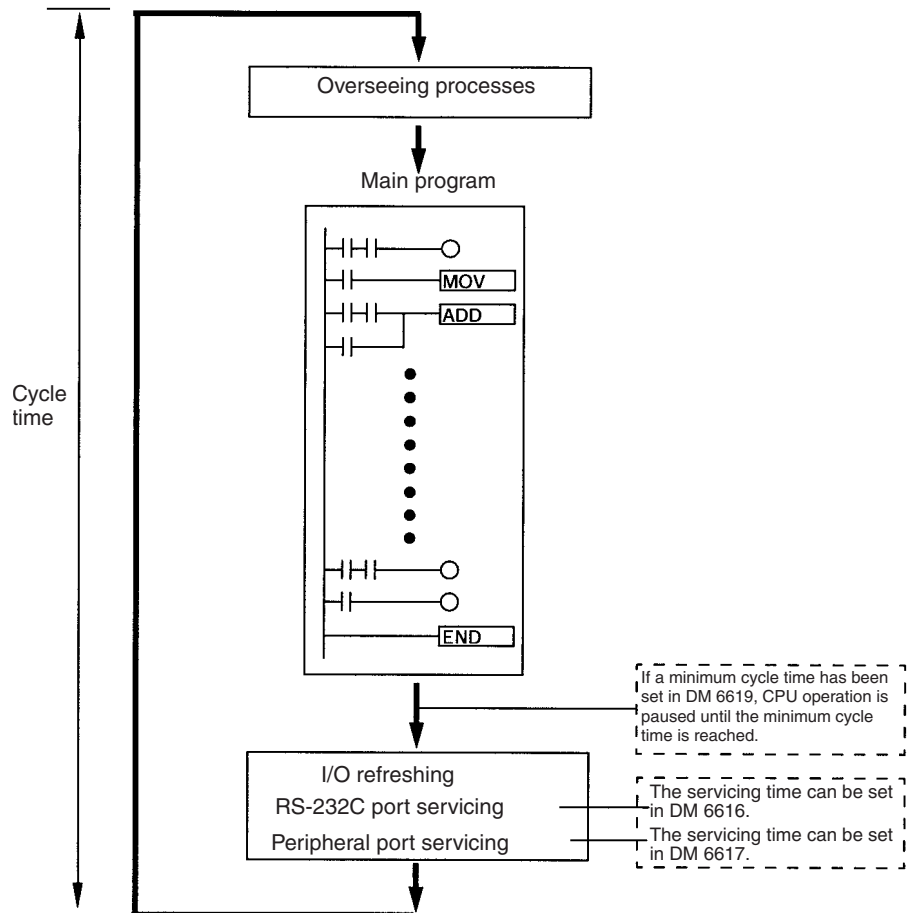 Overseeing processes
Main program
MOV
ADD
Cycle
time
END
If a minimum cycle time has been
set in DM 6619, CPU operation is
paused until the minimum cycle
time is reached.
I/O refreshing
RS-232C port servicing
Peripheral port servicing
The servicing time can be set
in DM 6616.
The servicing time can be set
in DM 6617.